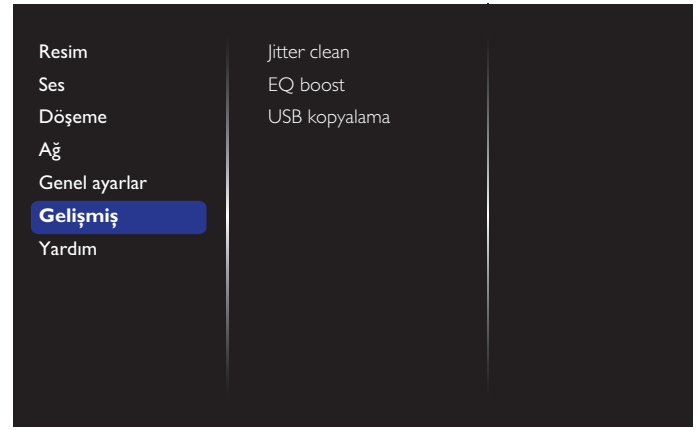 Resim
Ses
Döşeme
Ağ
Genel ayarlar
Gelişmiş
Yardım
Jitter clean
EQ boost
USB kopyalama